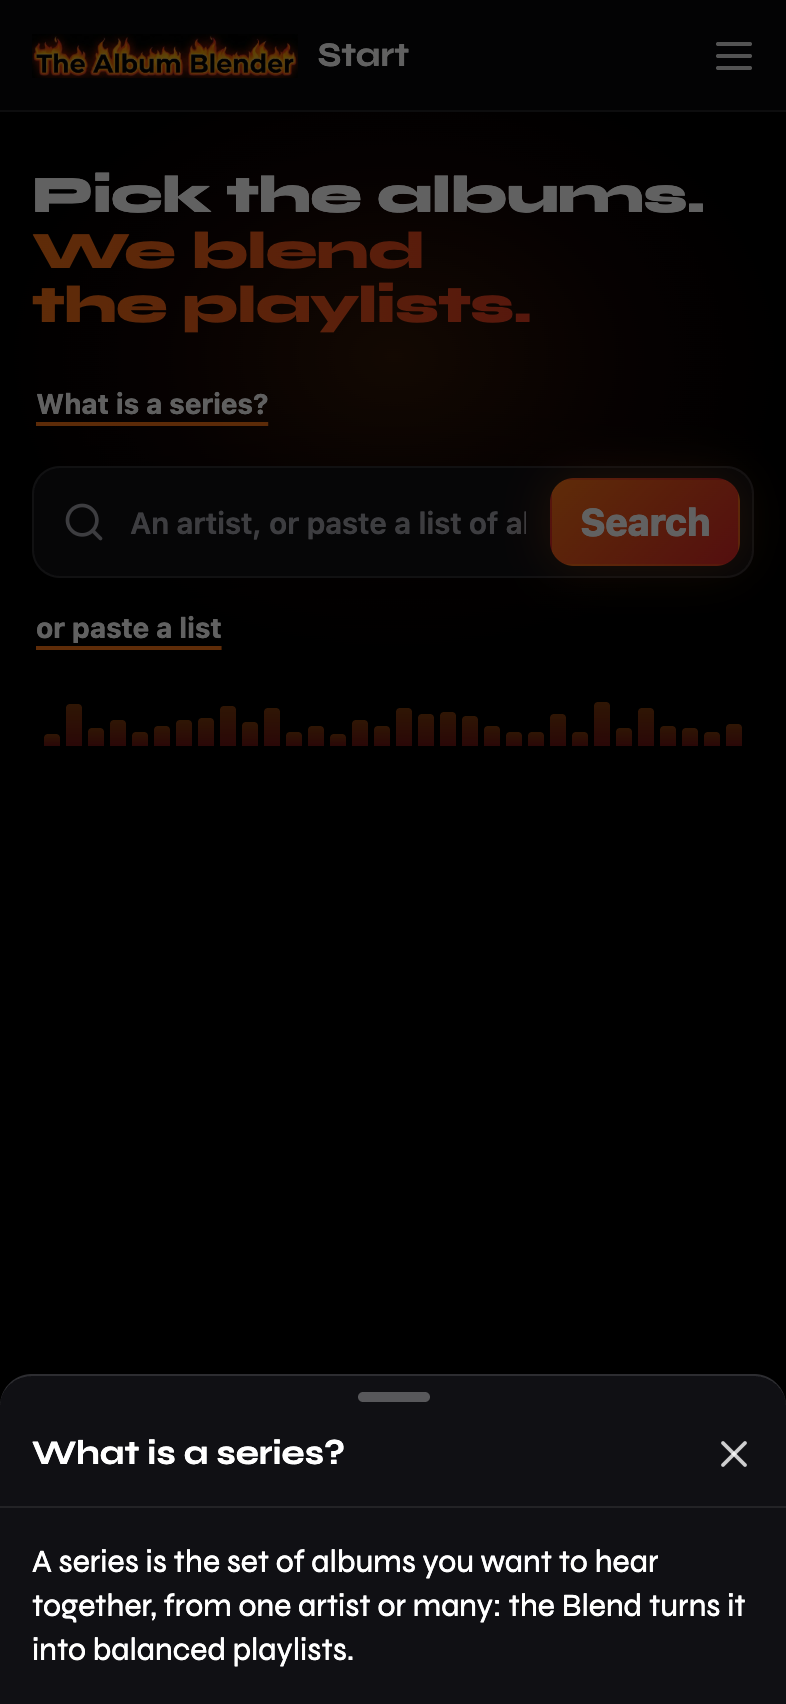 The Album Blender
Start
Pick the albums.
We blend
the playlists.
What is a series?
An artist, or paste a list of al
Search
or paste a list
What is a series?
A series is the set of albums you want to hear
together, from one artist or many: the Blend turns it
into balanced playlists.